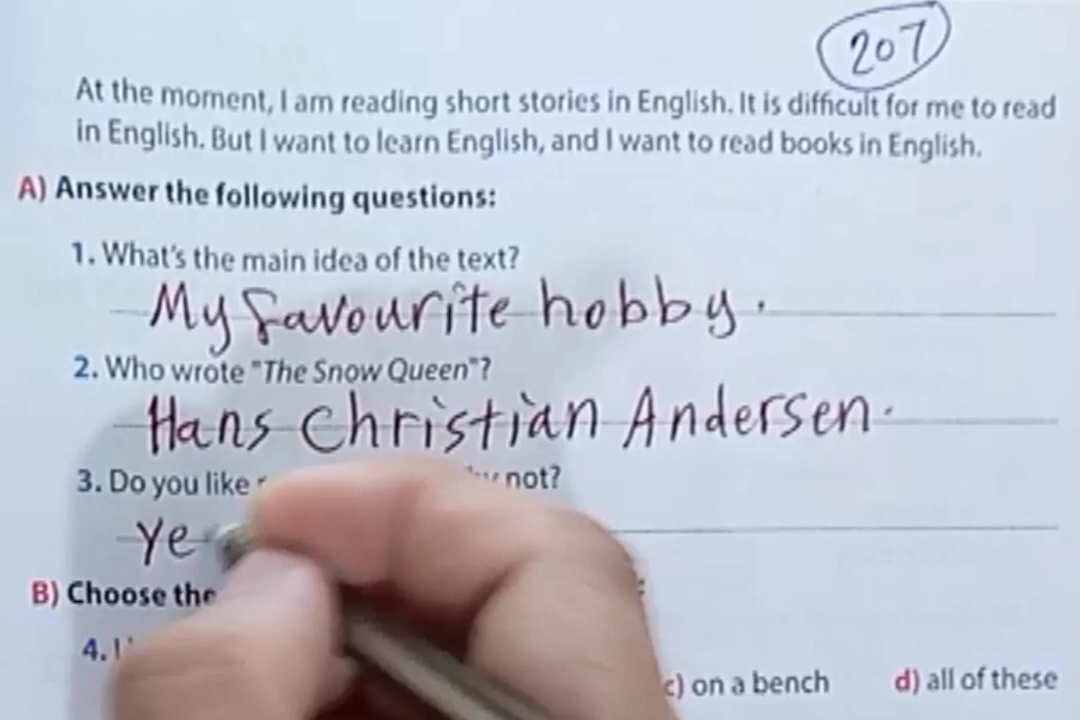 207
At the moment, I am reading short stories in English. It is difficult for me to read
in English. But I want to learn English, and I want to read books in English.
A) Answer the following questions:
1. What's the main idea of the text?
My favourite hobby.
2. Who wrote "The Snow Queen"?
Hans Christian Andersen.
3. Do you like not?
Ye
B) Choose the
4. I
c) on a bench d) all of these